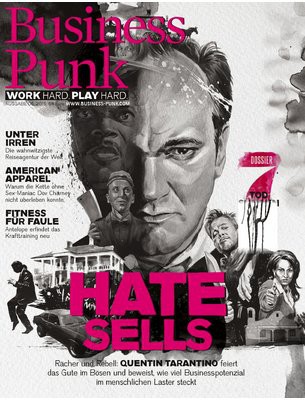 Business
Punk
WORK HARD. PLAY HARD.
WWW.BUSINESS-PUNK.COM
UNTER
IRREN
Die wahnwitzigste
Reiseagentur der Welt
AMERICAN
APPAREL
Warum die Kette ohne
Sex-Maniac Dov Charney
nicht überleben konnte
FITNESS
FÜR FAULE
Antelope erfindet das
Krafttraining neu
DOSSIER
7
HATE
SELLS
Rächer und Rebell: QUENTIN TARANTINO feiert
das Gute im Bösen und beweist, wie viel Businesspotenzial
im menschlichen Laster steckt